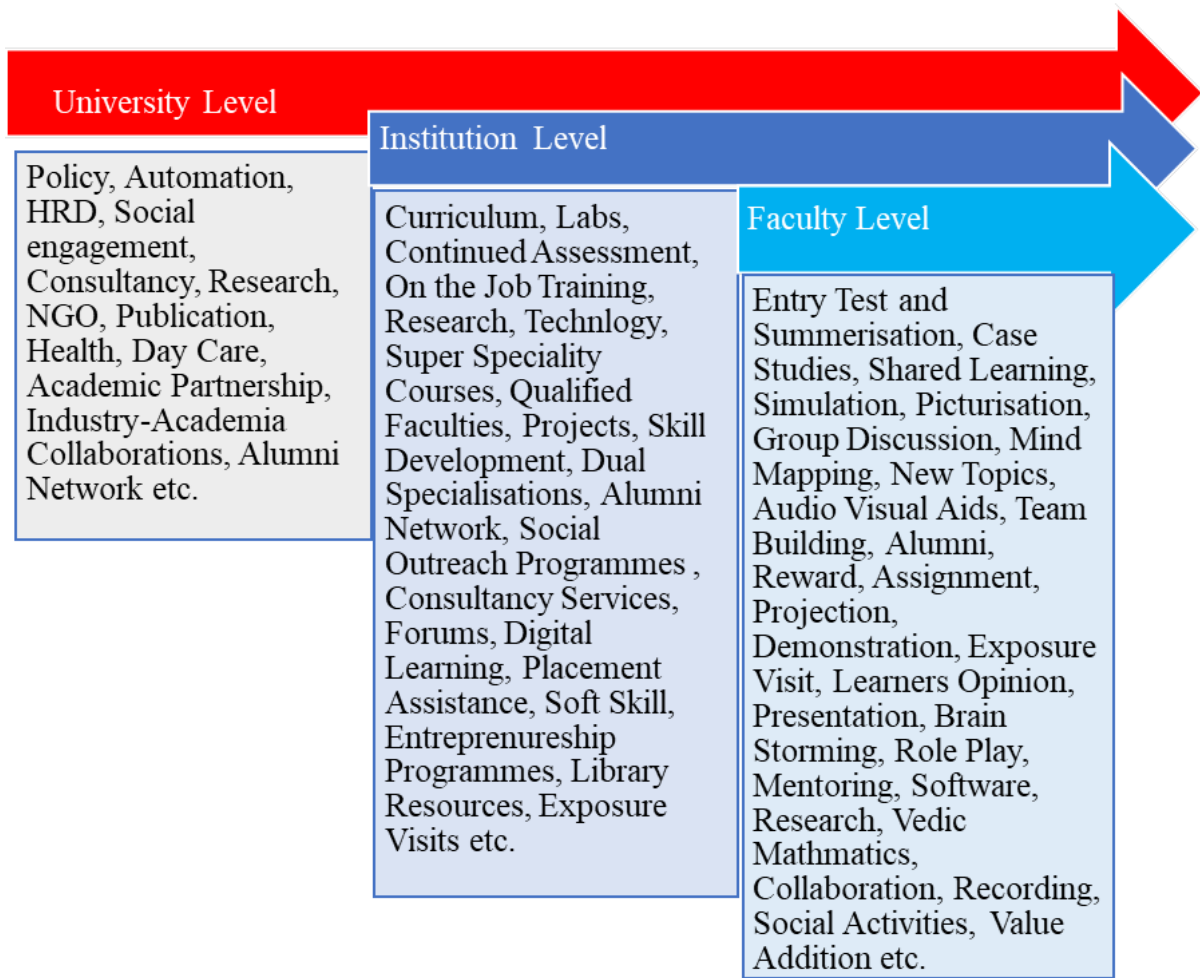 University Level
Policy, Automation,
HRD, Social
engagement,
Consultancy, Research,
NGO, Publication,
Health, Day Care,
Academic Partnership,
Industry-Academia
Collaborations, Alumni
Network etc.
Institution Level
Curriculum, Labs,
Continued Assessment,
On the Job Training,
Research, Technlogy,
Super Speciality
Courses, Qualified
Faculties, Projects, Skill
Development, Dual
Specialisations, Alumni
Network, Social
Outreach Programmes ,
Consultancy Services,
Forums, Digital
Learning, Placement
Assistance, Soft Skill,
Entreprenureship
Programmes, Library
Resources, Exposure
Visits etc.
Faculty Level
Entry Test and
Summerisation, Case
Studies, Shared Learning,
Simulation, Picturisation,
Group Discussion, Mind
Mapping, New Topics,
Audio Visual Aids, Team
Building, Alumni,
Reward, Assignment,
Projection,
Demonstration, Exposure
Visit, Learners Opinion,
Presentation, Brain
Storming, Role Play,
Mentoring, Software,
Research, Vedic
Mathmatics,
Collaboration, Recording,
Social Activities, Value
Addition etc.